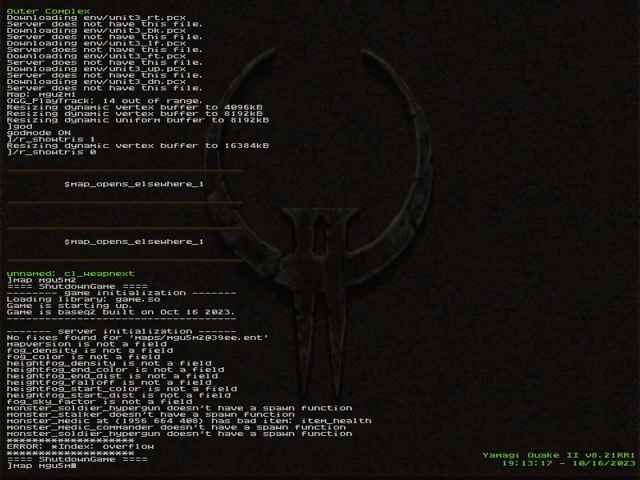 Outer Complex
Downloading env/unit3_rt.pcx
Server does not have this file.
Downloading env/unit3_bk.pcx
Server does not have this file.
Downloading env/unit3_lf.pcx
Server does not have this file.
Downloading env/unit3_ft.pcx
Server does not have this file.
Downloading env/unit3_up.pcx
Server does not have this file.
Downloading env/unit3_dn.pcx
Server does not have this file.
Map: mgu2m1
OGG_PlayTrack: 14 out of range.
Resizing dynamic vertex buffer to 4096kB
Resizing dynamic vertex buffer to 8192kB
Resizing dynamic uniform buffer to 8192kB
]god
godmode ON
]/r_showtris 1
Resizing dynamic vertex buffer to 16384kB
]/r_showtris 0
$map_opens_elsewhere_1
$map_opens_elsewhere_1
unnamed: cl_weapnext
]map mgu5m2
==== ShutdownGame ====
------- game initialization -------
Loading library: game.so
Game is starting up.
Game is baseq2 built on Oct 16 2023.
-----------------------------------
------- server initialization ------
No fixes found for 'maps/mgu5m2@39ee.ent'
mapversion is not a field
fog_density is not a field
fog_color is not a field
heightfog_density is not a field
heightfog_end_color is not a field
heightfog_end_dist is not a field
heightfog_falloff is not a field
heightfog_start_color is not a field
heightfog_start_dist is not a field
fog_sky_factor is not a field
monster_soldier_hypergun doesn't have a spawn function
monster_stalker doesn't have a spawn function
monster_medic at (1956 664 408) has bad item: item_health
monster_medic_commander doesn't have a spawn function
monster_soldier_hypergun doesn't have a spawn function
********************
ERROR: *Index: overflow
********************
==== ShutdownGame ====
]map mgu5m
Yamagi Quake II v8.21RR1
19:13:17 - 10/16/2023